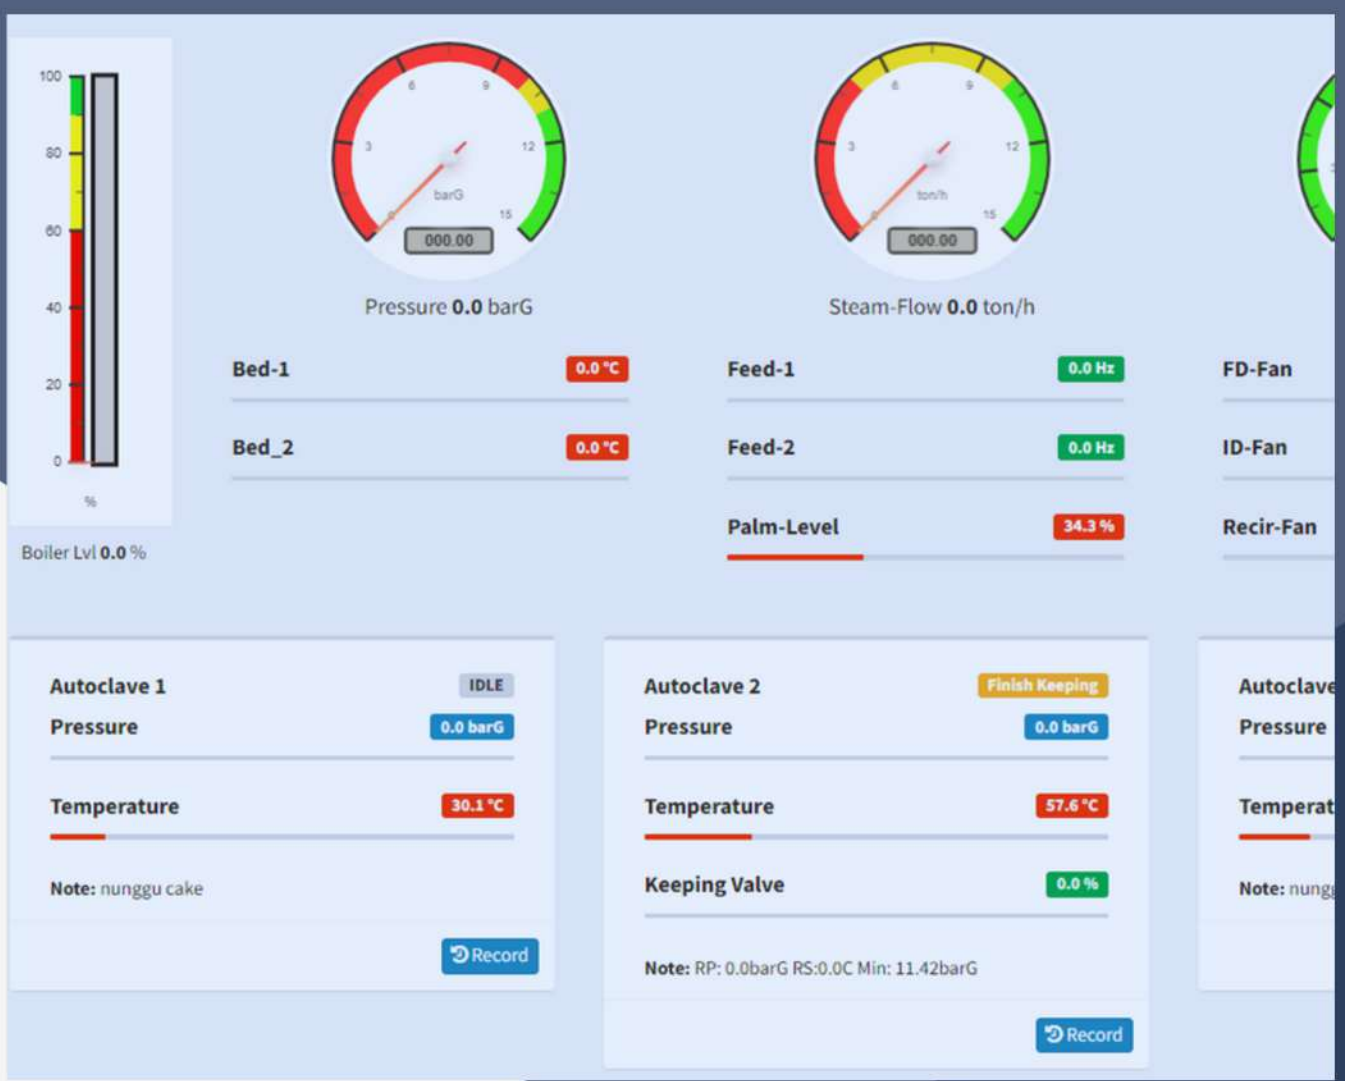 100
80
60
40
20
0
%
Boiler Lvl 0.0 %
0
3
6
9
12
15
barG
000.00
Pressure 0.0 barG
0
3
6
9
12
15
ton/h
000.00
Steam-Flow 0.0 ton/h
Bed-1 0.0 °C
Bed_2 0.0 °C
Feed-1 0.0 Hz
Feed-2 0.0 Hz
Palm-Level 34.3 %
FD-Fan
ID-Fan
Recir-Fan
Autoclave 1 IDLE
Pressure 0.0 barG
Temperature 30.1 °C
Note: nunggu cake
Record
Autoclave 2 Finish Keeping
Pressure 0.0 barG
Temperature 57.6 °C
Keeping Valve 0.0 %
Note: RP: 0.0barG RS:0.0C Min: 11.42barG
Record
Autoclave
Pressure
Temperat
Note: nung